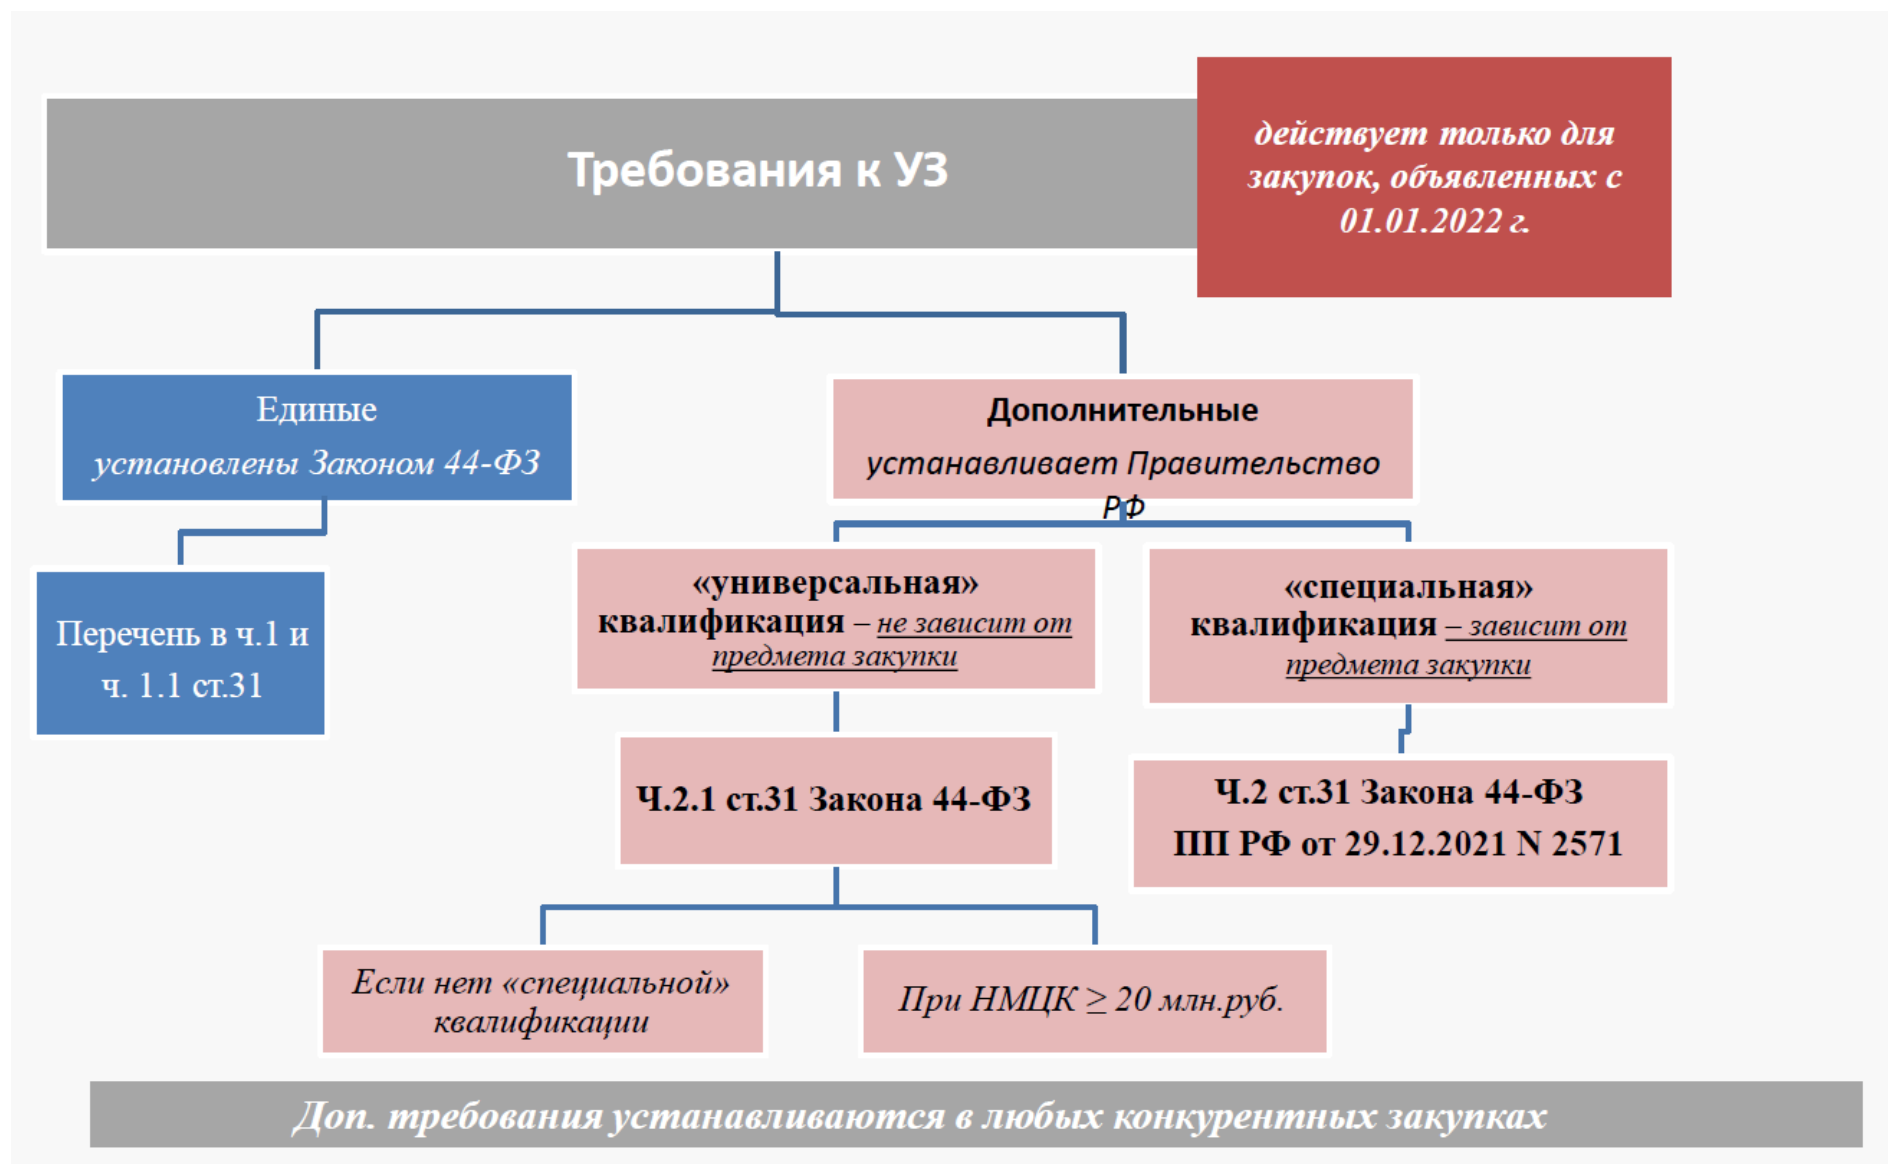 Требования к УЗ
действует только для
закупок, объявленных с
01.01.2022 г.
Единые
установлены Законом 44-ФЗ
Дополнительные
устанавливает Правительство
РФ
Перечень в ч.1 и
ч. 1.1 ст.31
«универсальная»
квалификация – не зависит от
предмета закупки
«специальная»
квалификация – зависит от
предмета закупки
Ч.2.1 ст.31 Закона 44-ФЗ
Ч.2 ст.31 Закона 44-ФЗ
ПП РФ от 29.12.2021 N 2571
Если нет «специальной»
квалификации
При НМЦК ≥ 20 млн.руб.
Доп. требования устанавливаются в любых конкурентных закупках